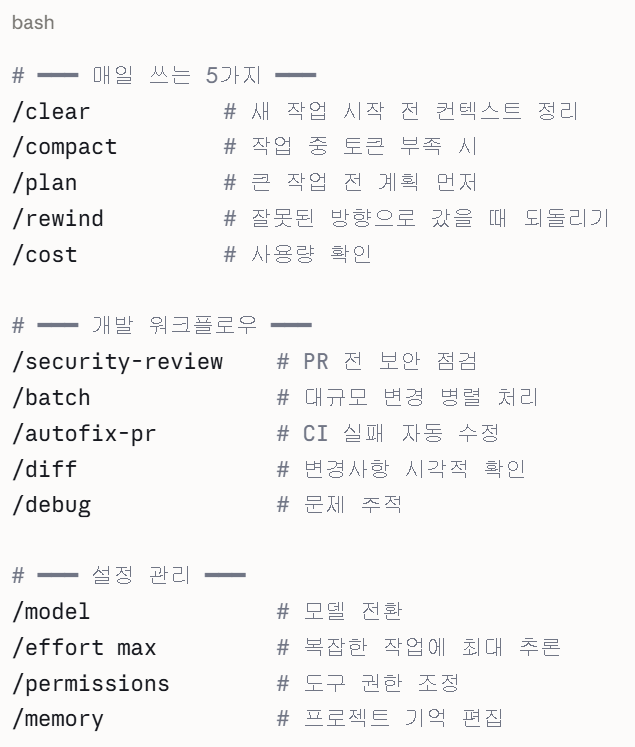 bash
# ━━━ 매일 쓰는 5가지 ━━━
/clear          # 새 작업 시작 전 컨텍스트 정리
/compact        # 작업 중 토큰 부족 시
/plan           # 큰 작업 전 계획 먼저
/rewind         # 잘못된 방향으로 갔을 때 되돌리기
/cost           # 사용량 확인
# ━━━ 개발 워크플로우 ━━━
/security-review    # PR 전 보안 점검
/batch              # 대규모 변경 병렬 처리
/autofix-pr         # CI 실패 자동 수정
/diff               # 변경사항 시각적 확인
/debug              # 문제 추적
# ━━━ 설정 관리 ━━━
/model              # 모델 전환
/effort max         # 복잡한 작업에 최대 추론
/permissions        # 도구 권한 조정
/memory             # 프로젝트 기억 편집